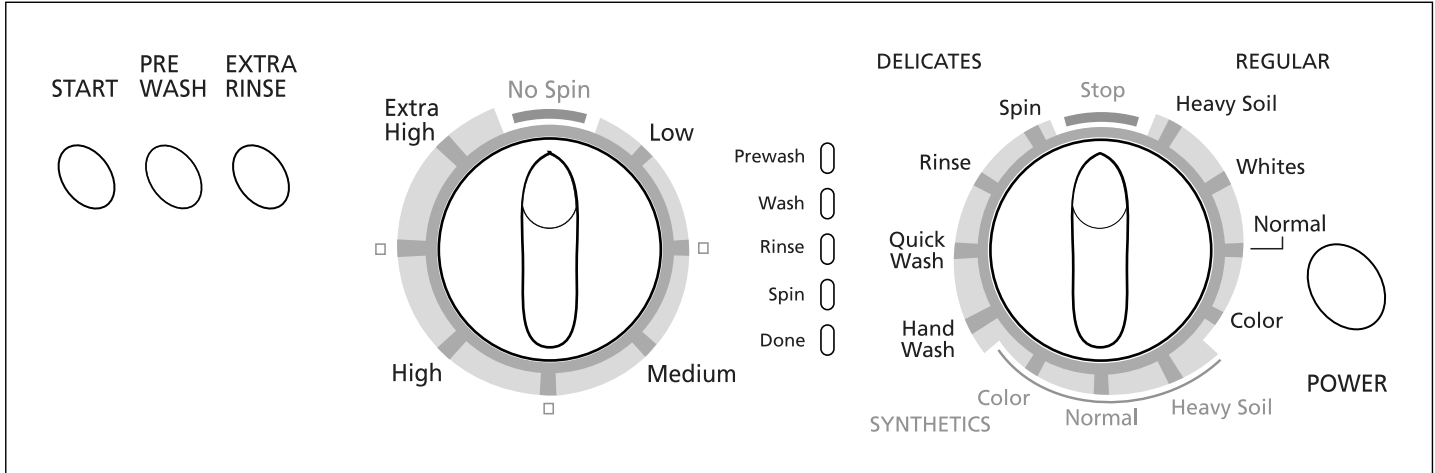 START
PRE
WASH
EXTRA
RINSE
No Spin
Extra
High
Low
High
Medium
Prewash
Wash
Rinse
Spin
Done
DELICATES
REGULAR
Stop
Spin
Heavy Soil
Rinse
Whites
Quick
Wash
Normal
Hand
Wash
Color
Color
Normal
Heavy Soil
SYNTHETICS
POWER